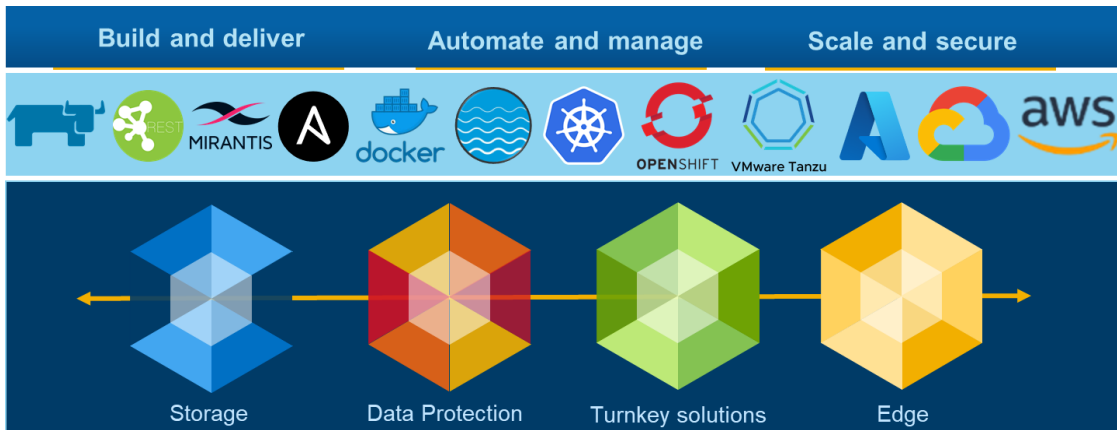 Build and deliver
Automate and manage
Scale and secure
REST
MIRANTIS
docker
OPENSHIFT
VMware Tanzu
aws
Storage
Data Protection
Turnkey solutions
Edge